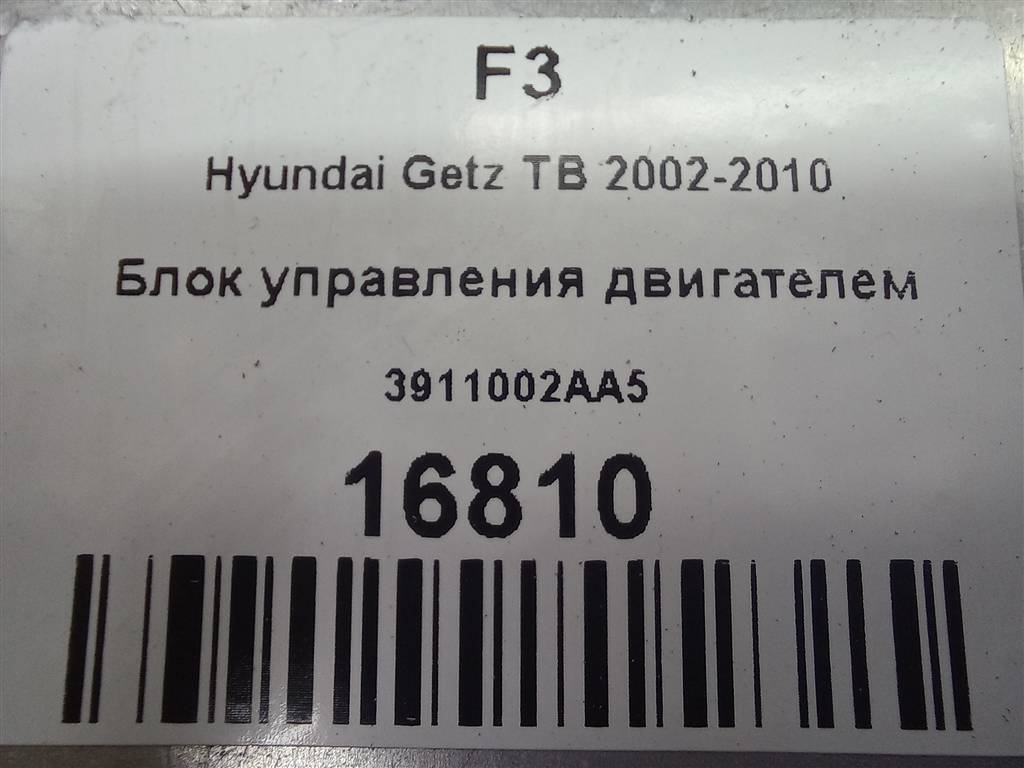 F3
Hyundai Getz TB 2002-2010
Блок управления двигателем
3911002AA5
16810